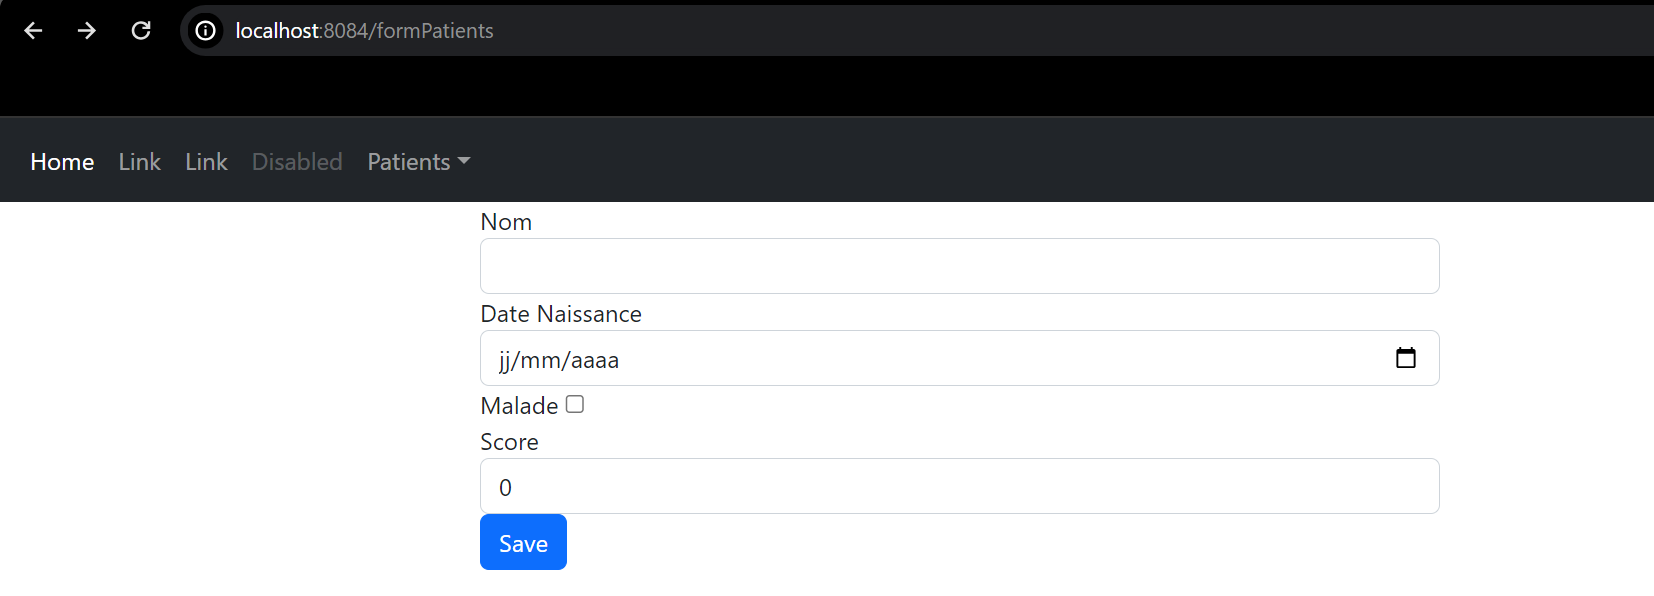 localhost:8084/formPatients
Home Link Link Disabled Patients
Nom
Date Naissance
jj/mm/aaaa
Malade
Score
0
Save